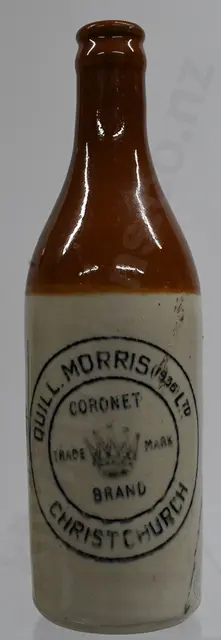 QUILL. MORRIS (1936) LTD
CORONET
TRADE MARK
BRAND
CHRISTCHURCH